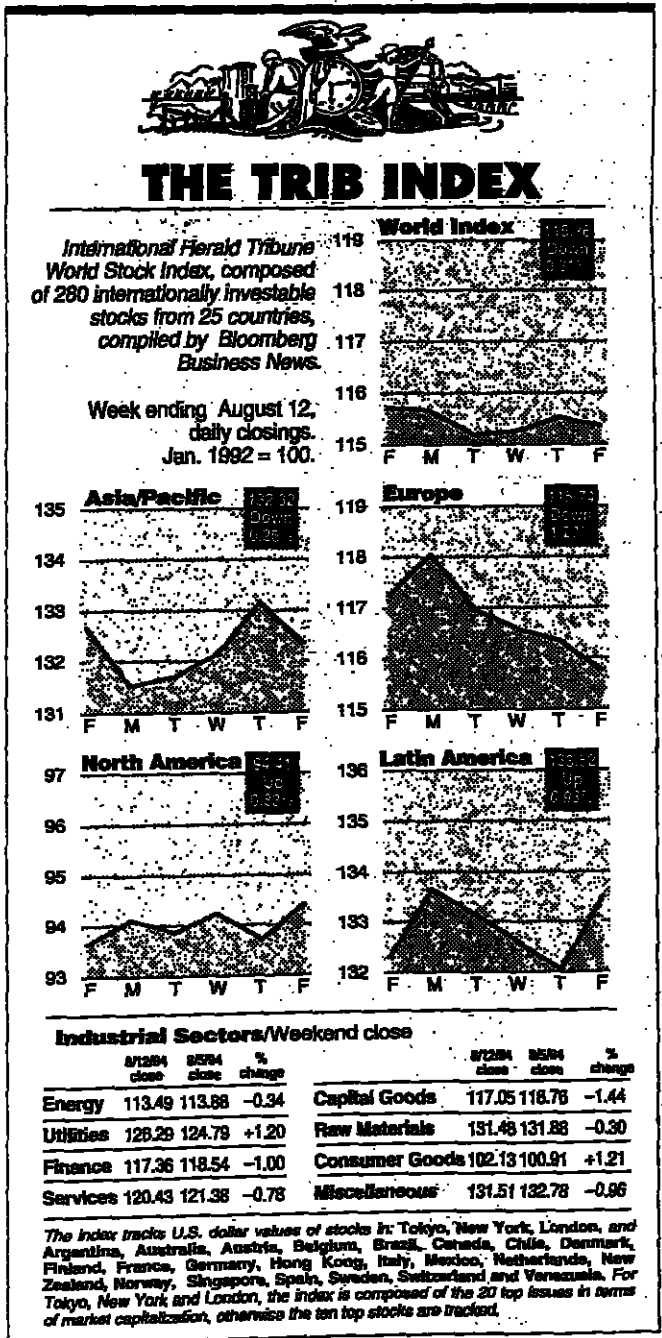 THE TRIB INDEX
International Herald Tribune
World Stock Index, composed
of 280 internationally investable
stocks from 25 countries,
compiled by Bloomberg
Business News.
Week ending August 12,
daily closings.
Jan. 1992 = 100.
World Index
119
118
117
116
115
F M T W T F
Asia/Pacific
Down
135
134
133
132
131
F M T W T F
Europe
Down
119
118
117
116
115
F M T W T F
North America
97
96
95
94
93
F M T W T F
Latin America
Up
136
135
134
133
132
F M T W T F
Industrial Sectors/Weekend close
8/12/94 close 8/5/94 close % change
Energy 113.49 113.88 –0.34
Utilities 126.29 124.79 +1.20
Finance 117.36 118.54 –1.00
Services 120.43 121.38 –0.78
8/12/94 close 8/5/94 close % change
Capital Goods 117.05 118.76 –1.44
Raw Materials 131.48 131.88 –0.30
Consumer Goods 102.13 100.91 +1.21
Miscellaneous 131.51 132.78 –0.96
The index tracks U.S. dollar values of stocks in: Tokyo, New York, London, and
Argentina, Australia, Austria, Belgium, Brazil, Canada, Chile, Denmark,
Finland, France, Germany, Hong Kong, Italy, Mexico, Netherlands, New
Zealand, Norway, Singapore, Spain, Sweden, Switzerland and Venezuela. For
Tokyo, New York and London, the index is composed of the 20 top issues in terms
of market capitalization, otherwise the ten top stocks are tracked.